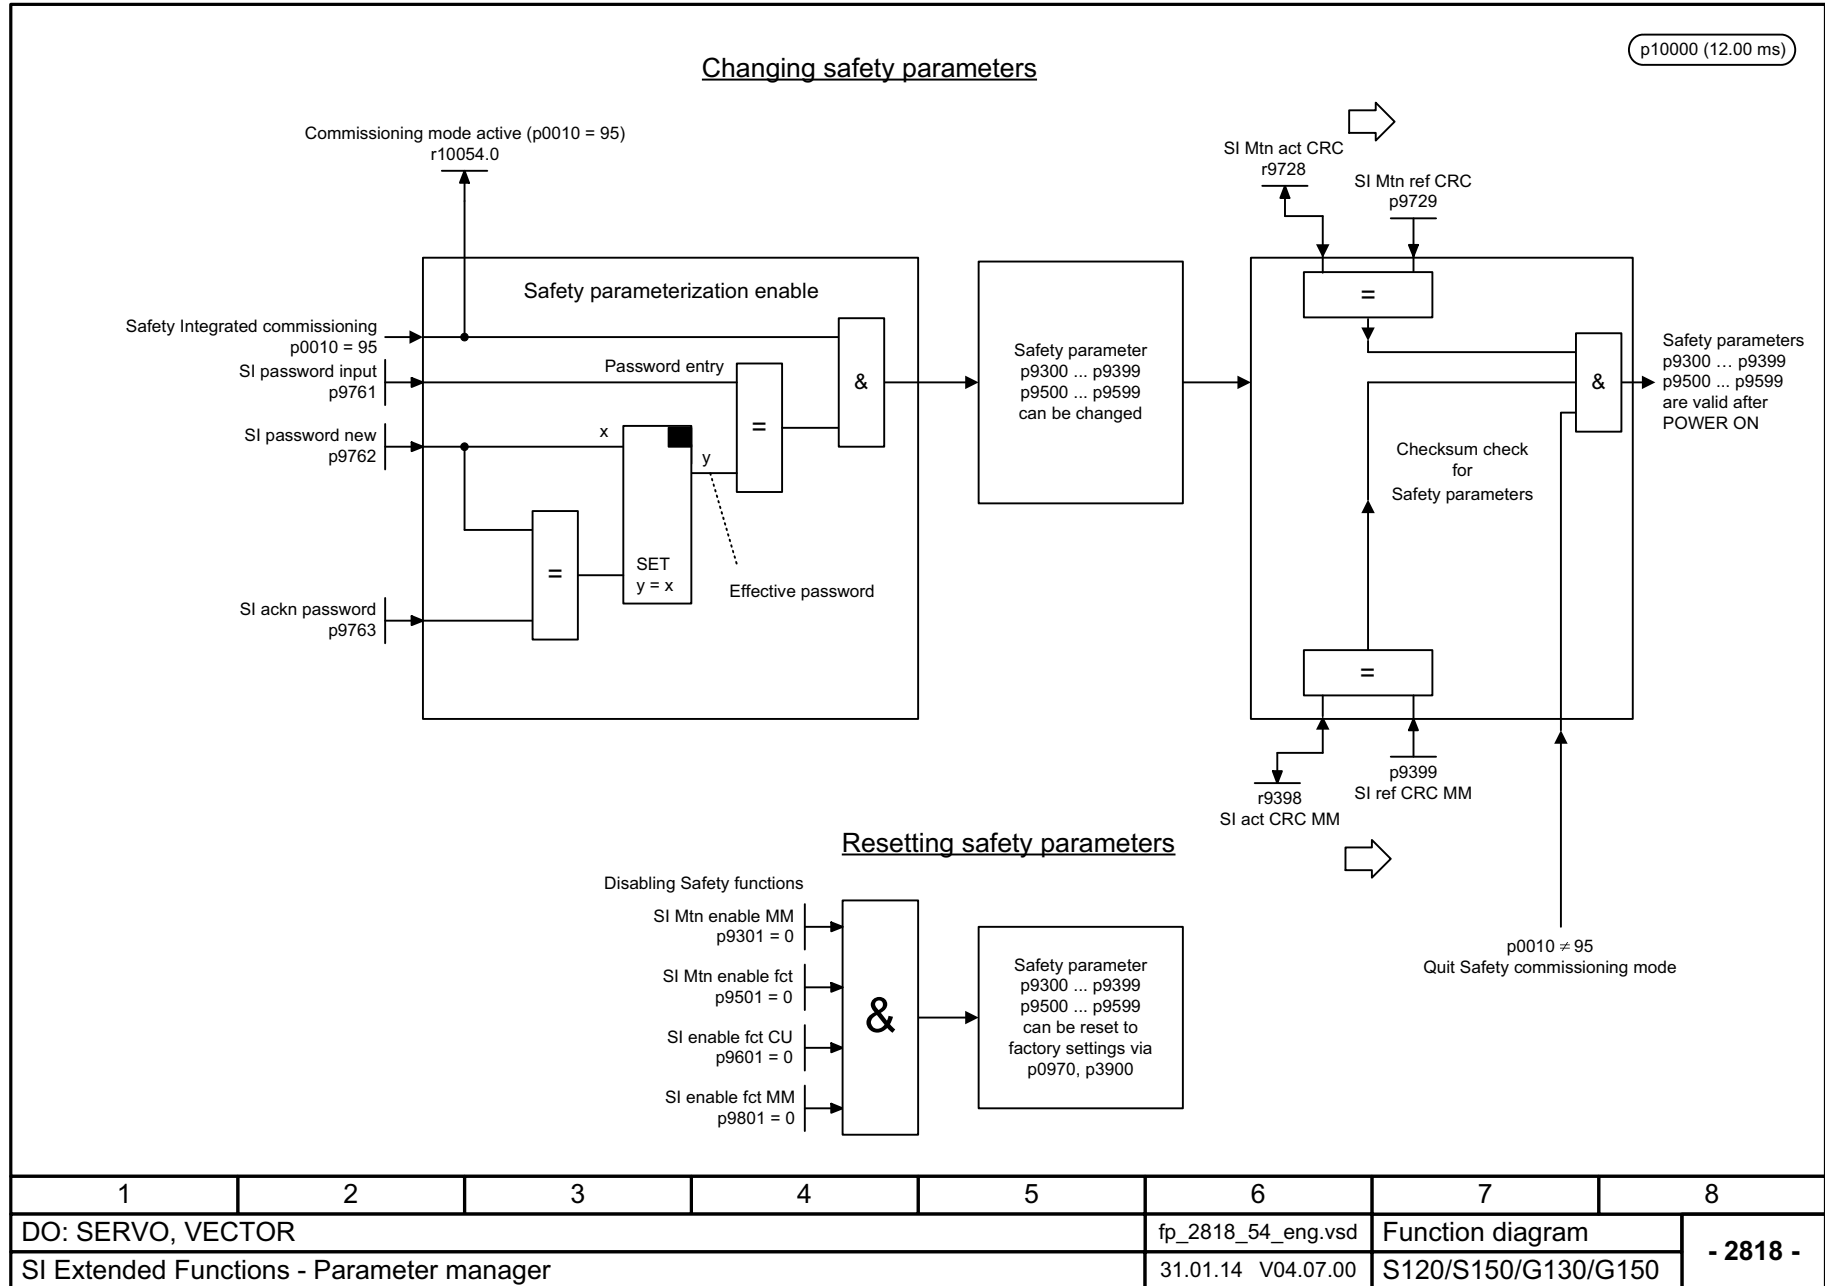 p10000 (12.00 ms)
Changing safety parameters
Commissioning mode active (p0010 = 95)
r10054.0
SI Mtn act CRC
r9728
SI Mtn ref CRC
p9729
Safety parameterization enable
Safety Integrated commissioning
p0010 = 95
SI password input
p9761
SI password new
p9762
SI ackn password
p9763
Password entry
x
y
=
SET
y = x
=
&
Effective password
Safety parameter
p9300 ... p9399
p9500 ... p9599
can be changed
=
Checksum check
for
Safety parameters
=
&
Safety parameters
p9300 ... p9399
p9500 ... p9599
are valid after
POWER ON
r9398
SI act CRC MM
p9399
SI ref CRC MM
p0010 ≠ 95
Quit Safety commissioning mode
Resetting safety parameters
Disabling Safety functions
SI Mtn enable MM
p9301 = 0
SI Mtn enable fct
p9501 = 0
SI enable fct CU
p9601 = 0
SI enable fct MM
p9801 = 0
&
Safety parameter
p9300 ... p9399
p9500 ... p9599
can be reset to
factory settings via
p0970, p3900
1 2 3 4 5 6 7 8
DO: SERVO, VECTOR fp_2818_54_eng.vsd Function diagram
- 2818 -
SI Extended Functions - Parameter manager 31.01.14 V04.07.00 S120/S150/G130/G150